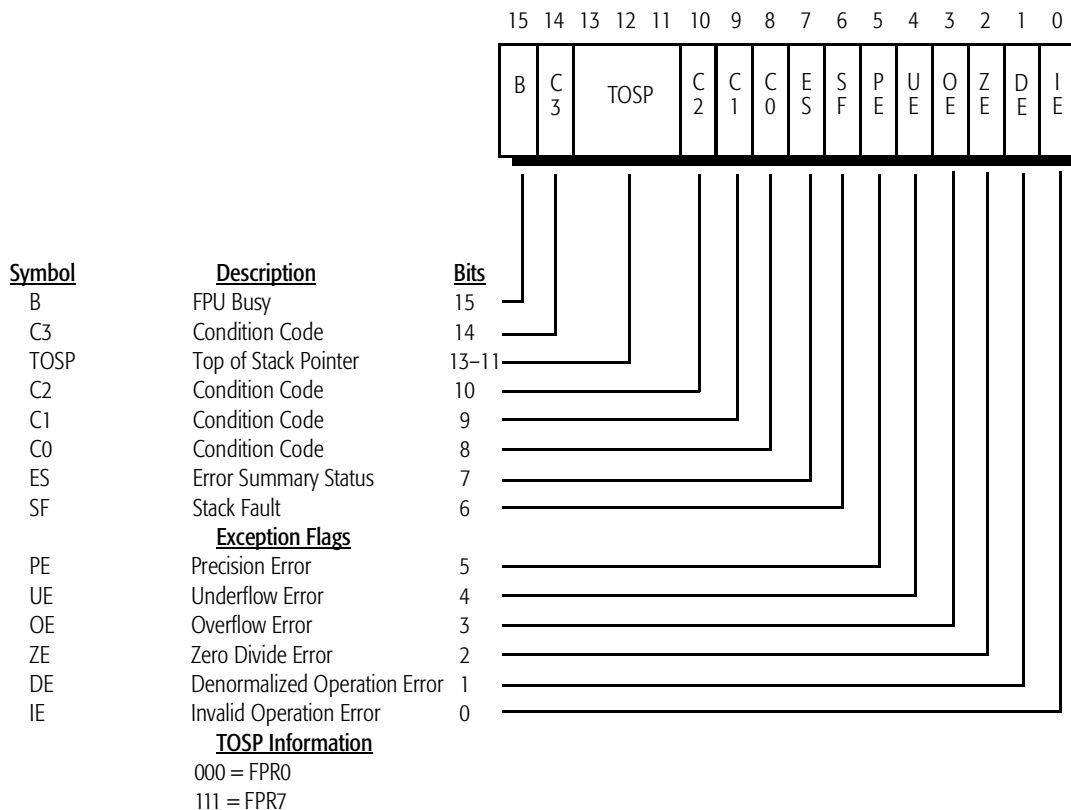 15 14 13 12 11 10 9 8 7 6 5 4 3 2 1 0
B C3 TOSP C2 C1 C0 ES SF PE UE OE ZE DE IE
Symbol Description Bits
B FPU Busy 15
C3 Condition Code 14
TOSP Top of Stack Pointer 13–11
C2 Condition Code 10
C1 Condition Code 9
C0 Condition Code 8
ES Error Summary Status 7
SF Stack Fault 6
Exception Flags
PE Precision Error 5
UE Underflow Error 4
OE Overflow Error 3
ZE Zero Divide Error 2
DE Denormalized Operation Error 1
IE Invalid Operation Error 0
TOSP Information
000 = FPR0
111 = FPR7